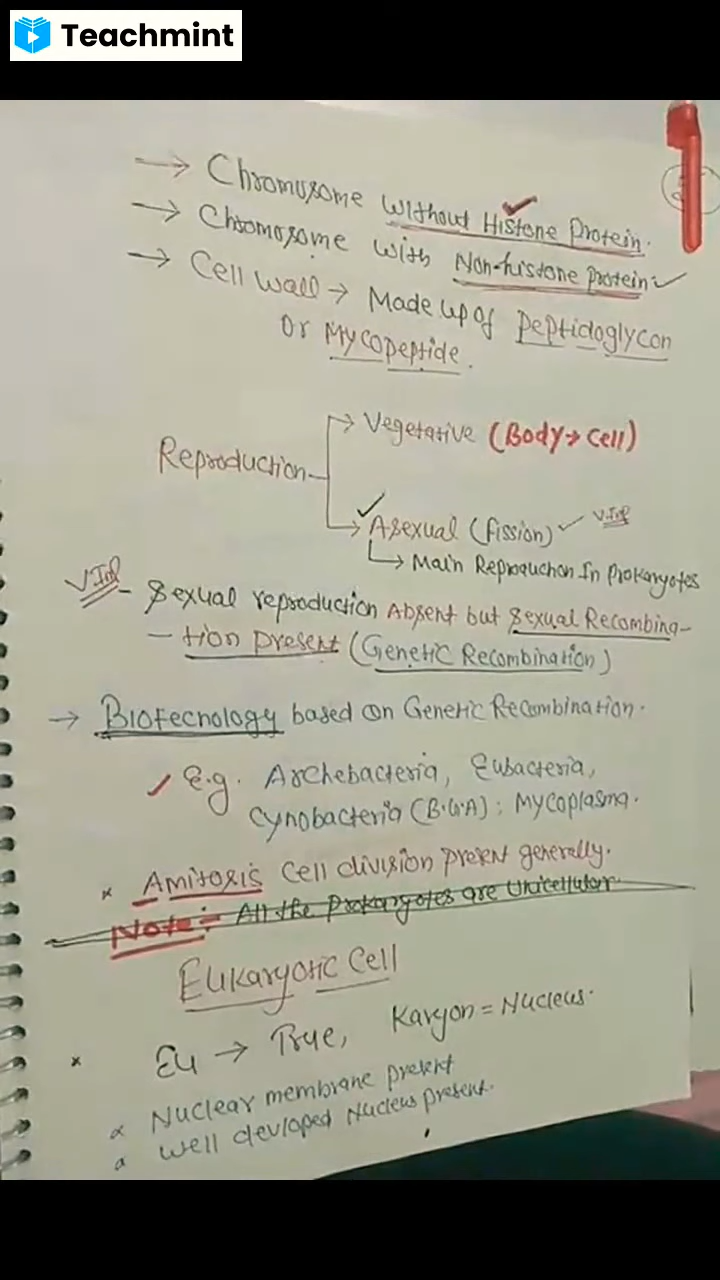 Teachmint
→ Chromosome without Histone Protein.
→ Chromosome with Non-histone protein
→ Cell wall → Made up of Peptidoglycon
Or Mycopeptide.
Reproduction
→ Vegetative (Body → Cell)
→ Asexual (fission) V.Imp
→ Main Reproduction In Prokaryotes
V Imp - Sexual reproduction Absent but Sexual Recombina-
- tion present (Genetic Recombination)
→ Biotecnology based on Genetic Recombination.
E.g. Archebacteria, Eubacteria,
Cynobacteria (B.G.A); Mycoplasma.
x Amitosis Cell division present generally.
Note:- All the Prokaryotes are Unicellular.
Eukaryotic Cell
x Eu → True, Karyon = Nucleus.
Nuclear membrane present
well devloped Nucleus present.